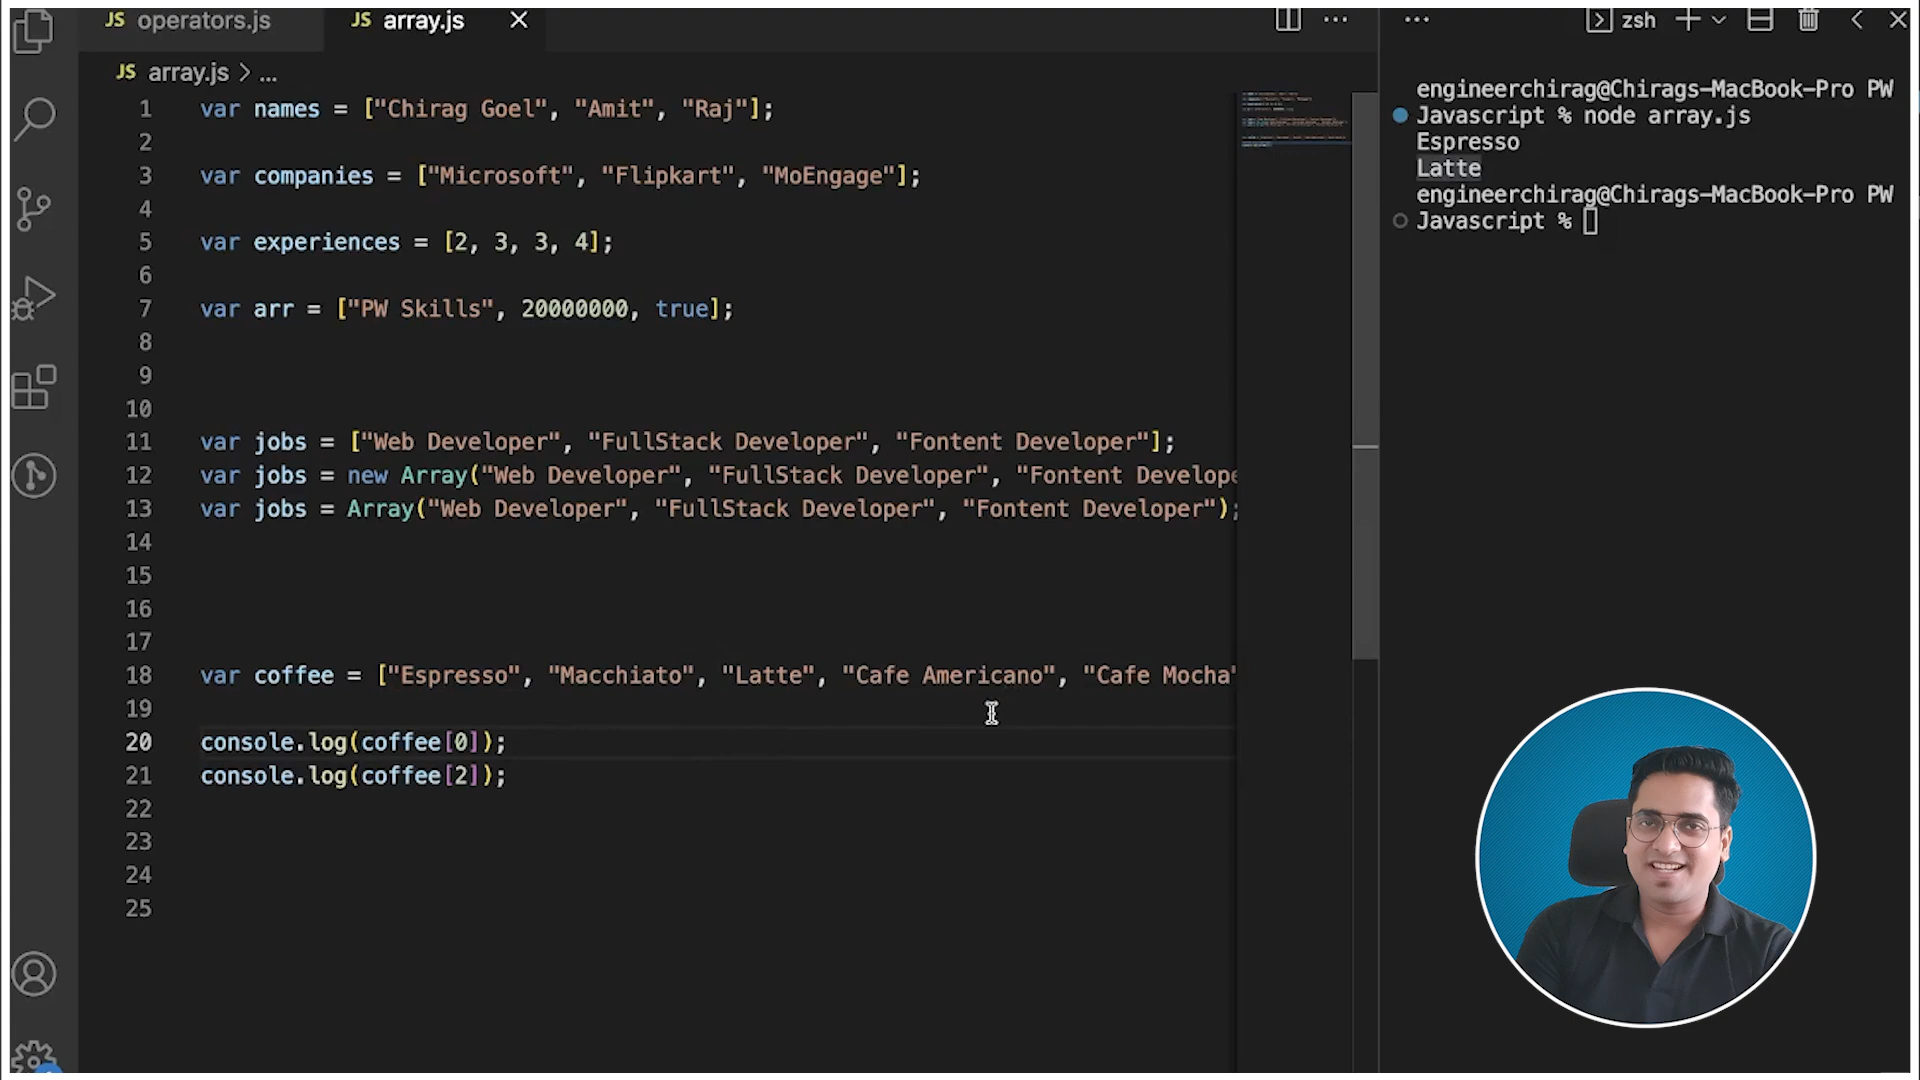 JS operators.js
JS array.js
JS array.js > ...
1 var names = ["Chirag Goel", "Amit", "Raj"];
2
3 var companies = ["Microsoft", "Flipkart", "MoEngage"];
4
5 var experiences = [2, 3, 3, 4];
6
7 var arr = ["PW Skills", 20000000, true];
8
9
10
11 var jobs = ["Web Developer", "FullStack Developer", "Fontent Developer"];
12 var jobs = new Array("Web Developer", "FullStack Developer", "Fontent Develope
13 var jobs = Array("Web Developer", "FullStack Developer", "Fontent Developer");
14
15
16
17
18 var coffee = ["Espresso", "Macchiato", "Latte", "Cafe Americano", "Cafe Mocha"
19
20 console.log(coffee[0]);
21 console.log(coffee[2]);
22
23
24
25
zsh
engineerchirag@Chirags-MacBook-Pro PW
Javascript % node array.js
Espresso
Latte
engineerchirag@Chirags-MacBook-Pro PW
Javascript %